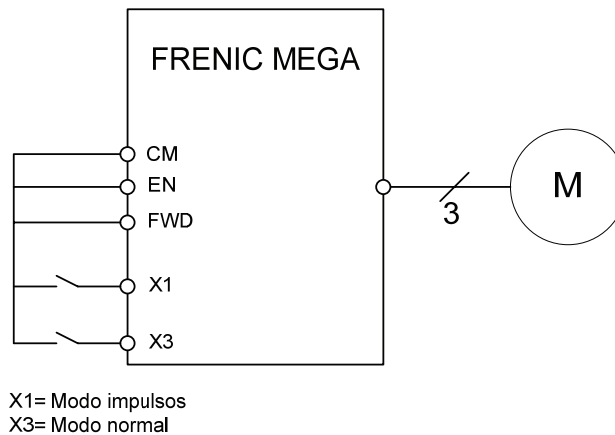 FRENIC MEGA
CM
EN
FWD
X1
X3
3
M
X1= Modo impulsos
X3= Modo normal